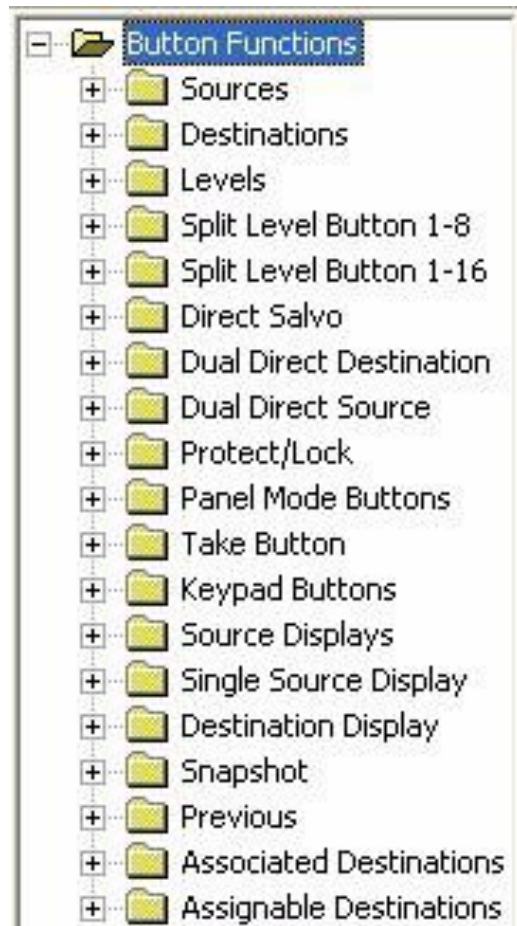 Button Functions
Sources
Destinations
Levels
Split Level Button 1-8
Split Level Button 1-16
Direct Salvo
Dual Direct Destination
Dual Direct Source
Protect/Lock
Panel Mode Buttons
Take Button
Keypad Buttons
Source Displays
Single Source Display
Destination Display
Snapshot
Previous
Associated Destinations
Assignable Destinations